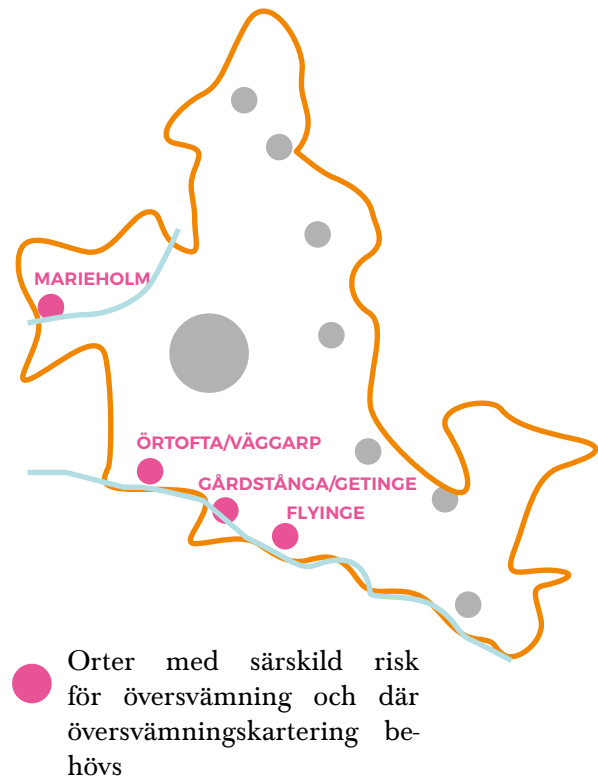 MARIEHOLM
ÖRTOFTA/VÄGGARP
GÅRDSTÅNGA/GETINGE
FLYINGE
Orter med särskild risk
för översvämning och där
översvämningskartering be-
hövs